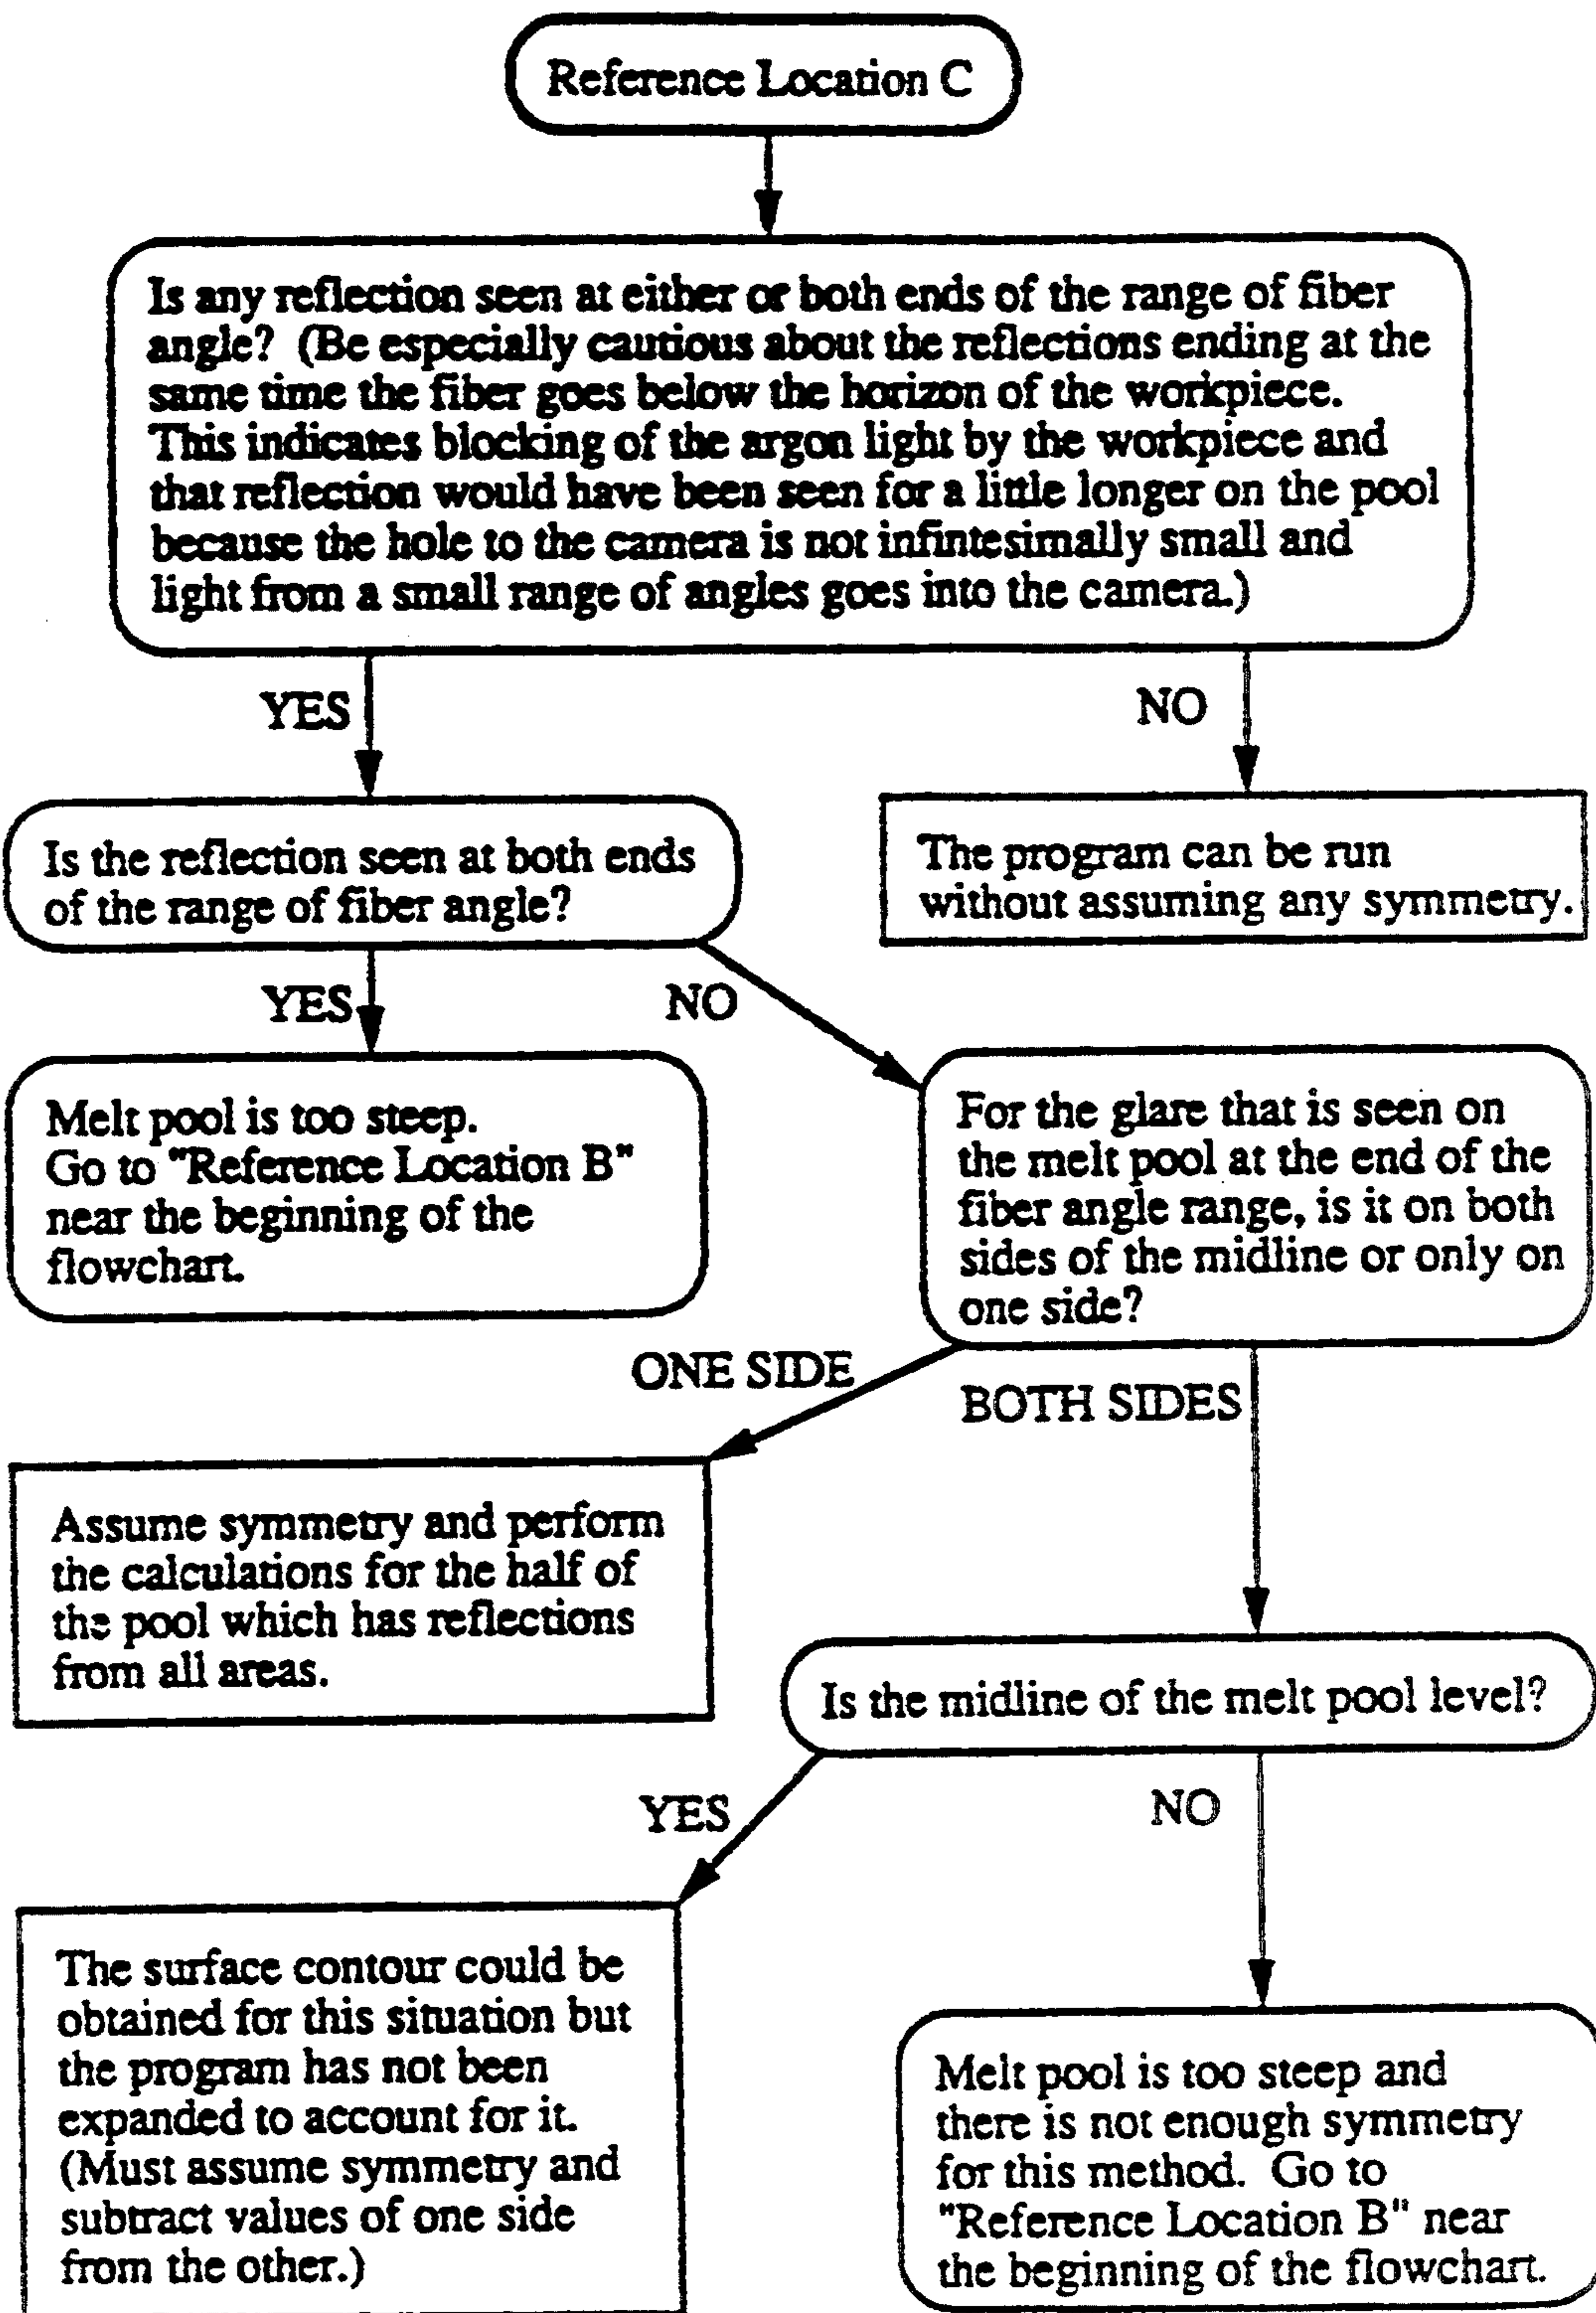 Reference Location C
Is any reflection seen at either or both ends of the range of fiber
angle? (Be especially cautious about the reflections ending at the
same time the fiber goes below the horizon of the workpiece.
This indicates blocking of the argon light by the workpiece and
that reflection would have been seen for a little longer on the pool
because the hole to the camera is not infintesimally small and
light from a small range of angles goes into the camera.)
YES
NO
Is the reflection seen at both ends
of the range of fiber angle?
The program can be run
without assuming any symmetry.
YES
NO
Melt pool is too steep.
Go to "Reference Location B"
near the beginning of the
flowchart.
For the glare that is seen on
the melt pool at the end of the
fiber angle range, is it on both
sides of the midline or only on
one side?
ONE SIDE
BOTH SIDES
Assume symmetry and perform
the calculations for the half of
the pool which has reflections
from all areas.
Is the midline of the melt pool level?
YES
NO
The surface contour could be
obtained for this situation but
the program has not been
expanded to account for it.
(Must assume symmetry and
subtract values of one side
from the other.)
Melt pool is too steep and
there is not enough symmetry
for this method. Go to
"Reference Location B" near
the beginning of the flowchart.